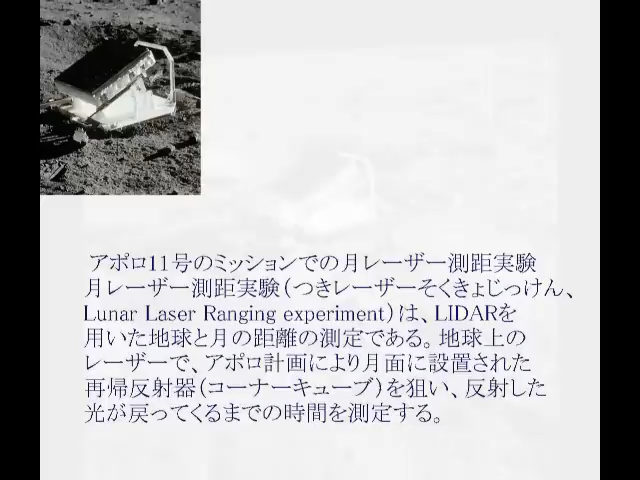 アポロ11号のミッションでの月レーザー測距実験
月レーザー測距実験（つきレーザーそくきょじっけん、
Lunar Laser Ranging experiment）は、LIDARを
用いた地球と月の距離の測定である。地球上の
レーザーで、アポロ計画により月面に設置された
再帰反射器（コーナーキューブ）を狙い、反射した
光が戻ってくるまでの時間を測定する。